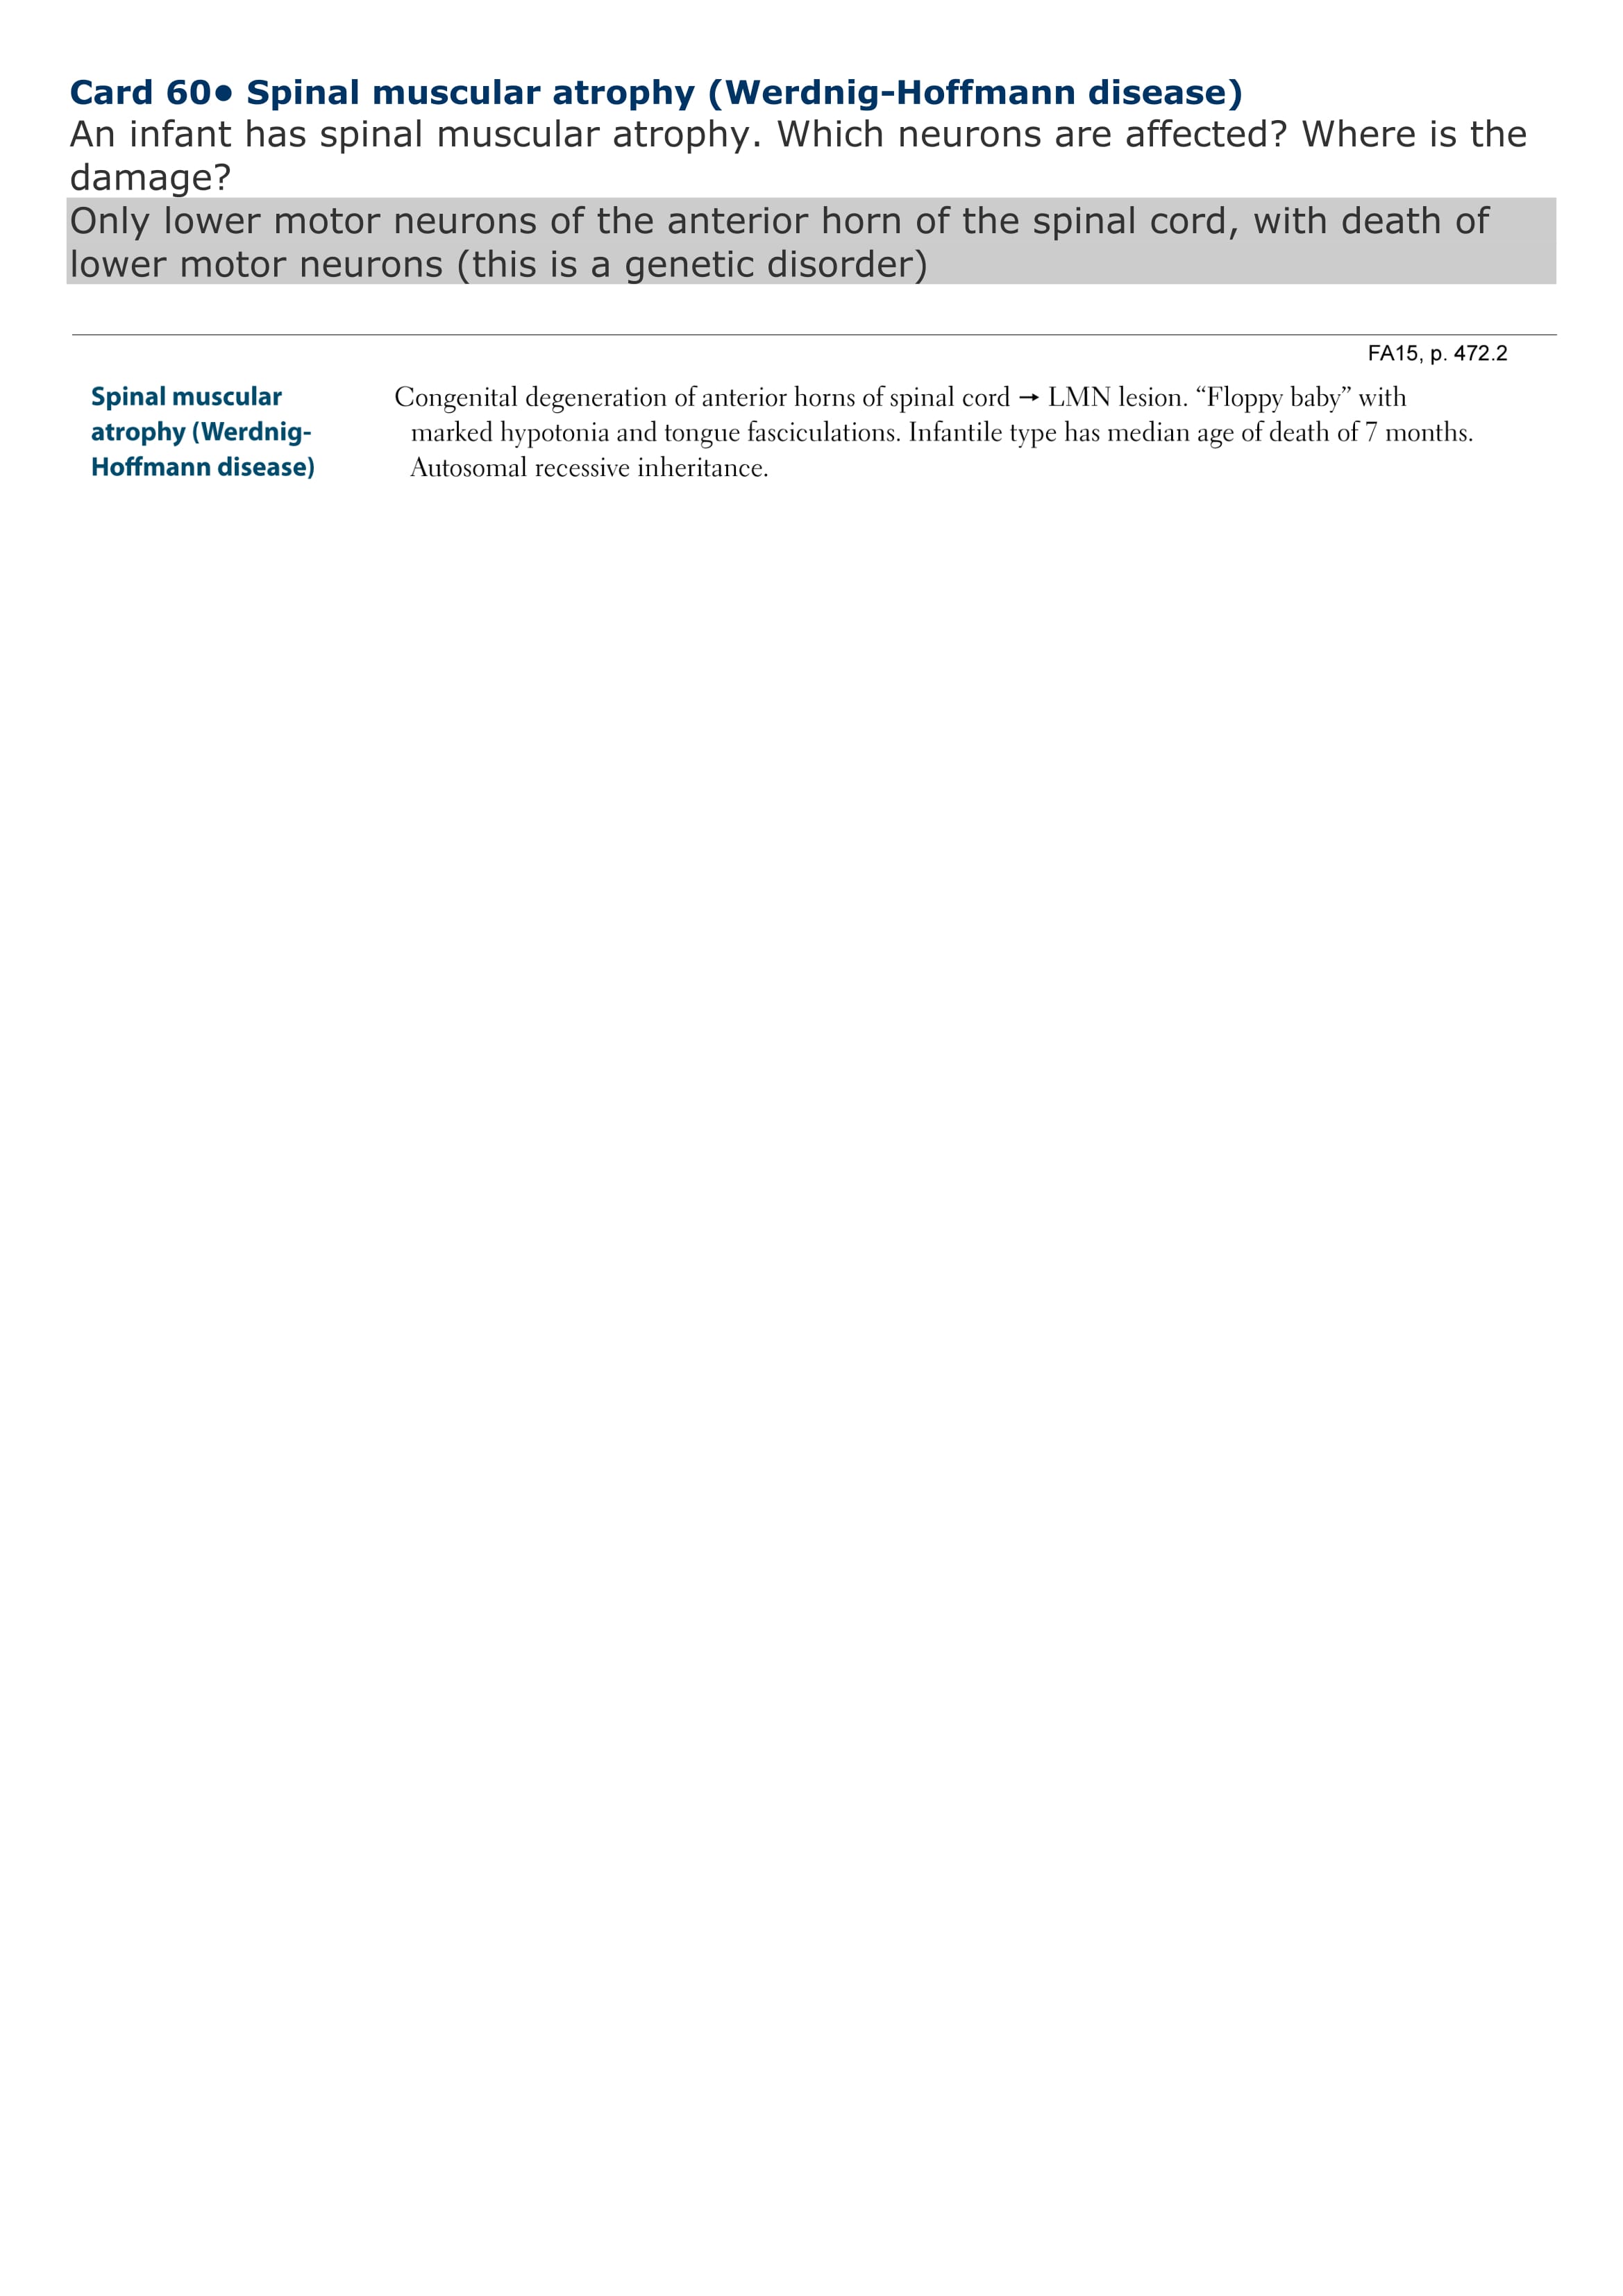 Card 60● Spinal muscular atrophy (Werdnig-Hoffmann disease)
An infant has spinal muscular atrophy. Which neurons are affected? Where is the
damage?
Only lower motor neurons of the anterior horn of the spinal cord, with death of
lower motor neurons (this is a genetic disorder)
FA15, p. 472.2
Spinal muscular
atrophy (Werdnig-
Hoffmann disease)
Congenital degeneration of anterior horns of spinal cord → LMN lesion. “Floppy baby” with
marked hypotonia and tongue fasciculations. Infantile type has median age of death of 7 months.
Autosomal recessive inheritance.